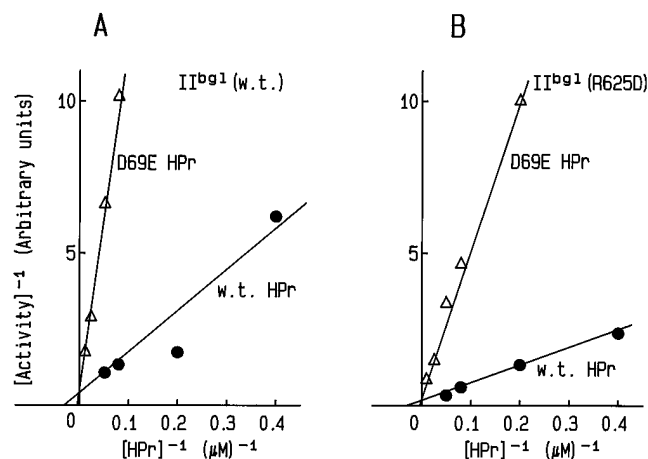 A
II^bgl (w.t.)
10
D69E HPr
5
w.t. HPr
0 0.1 0.2 0.3 0.4
[HPr]⁻¹ (μM)⁻¹
[Activity]⁻¹ (Arbitrary units)
B
II^bgl (R625D)
10
D69E HPr
5
w.t. HPr
0 0.1 0.2 0.3 0.4
[HPr]⁻¹ (μM)⁻¹